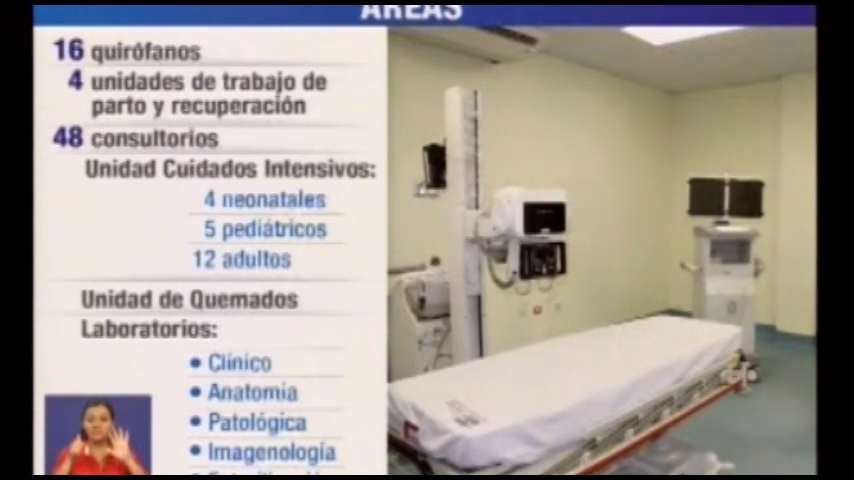 ÁREAS
16 quirófanos
4 unidades de trabajo de
parto y recuperación
48 consultorios
Unidad Cuidados Intensivos:
4 neonatales
5 pediátricos
12 adultos
Unidad de Quemados
Laboratorios:
• Clínico
• Anatomía
• Patológica
• Imagenología